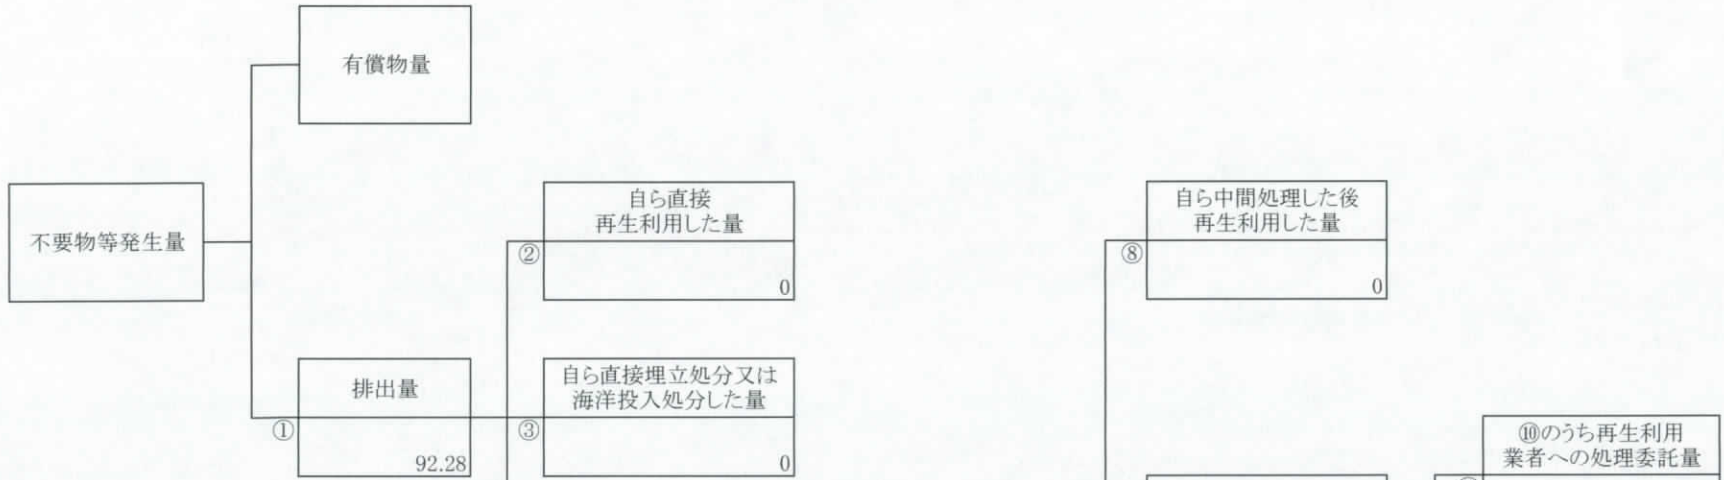 有償物量
不要物等発生量
自ら直接
再生利用した量
②
0
自ら中間処理した後
再生利用した量
⑧
0
排出量
①
92.28
自ら直接埋立処分又は
海洋投入処分した量
③
0
⑩のうち再生利用
業者への処理委託量